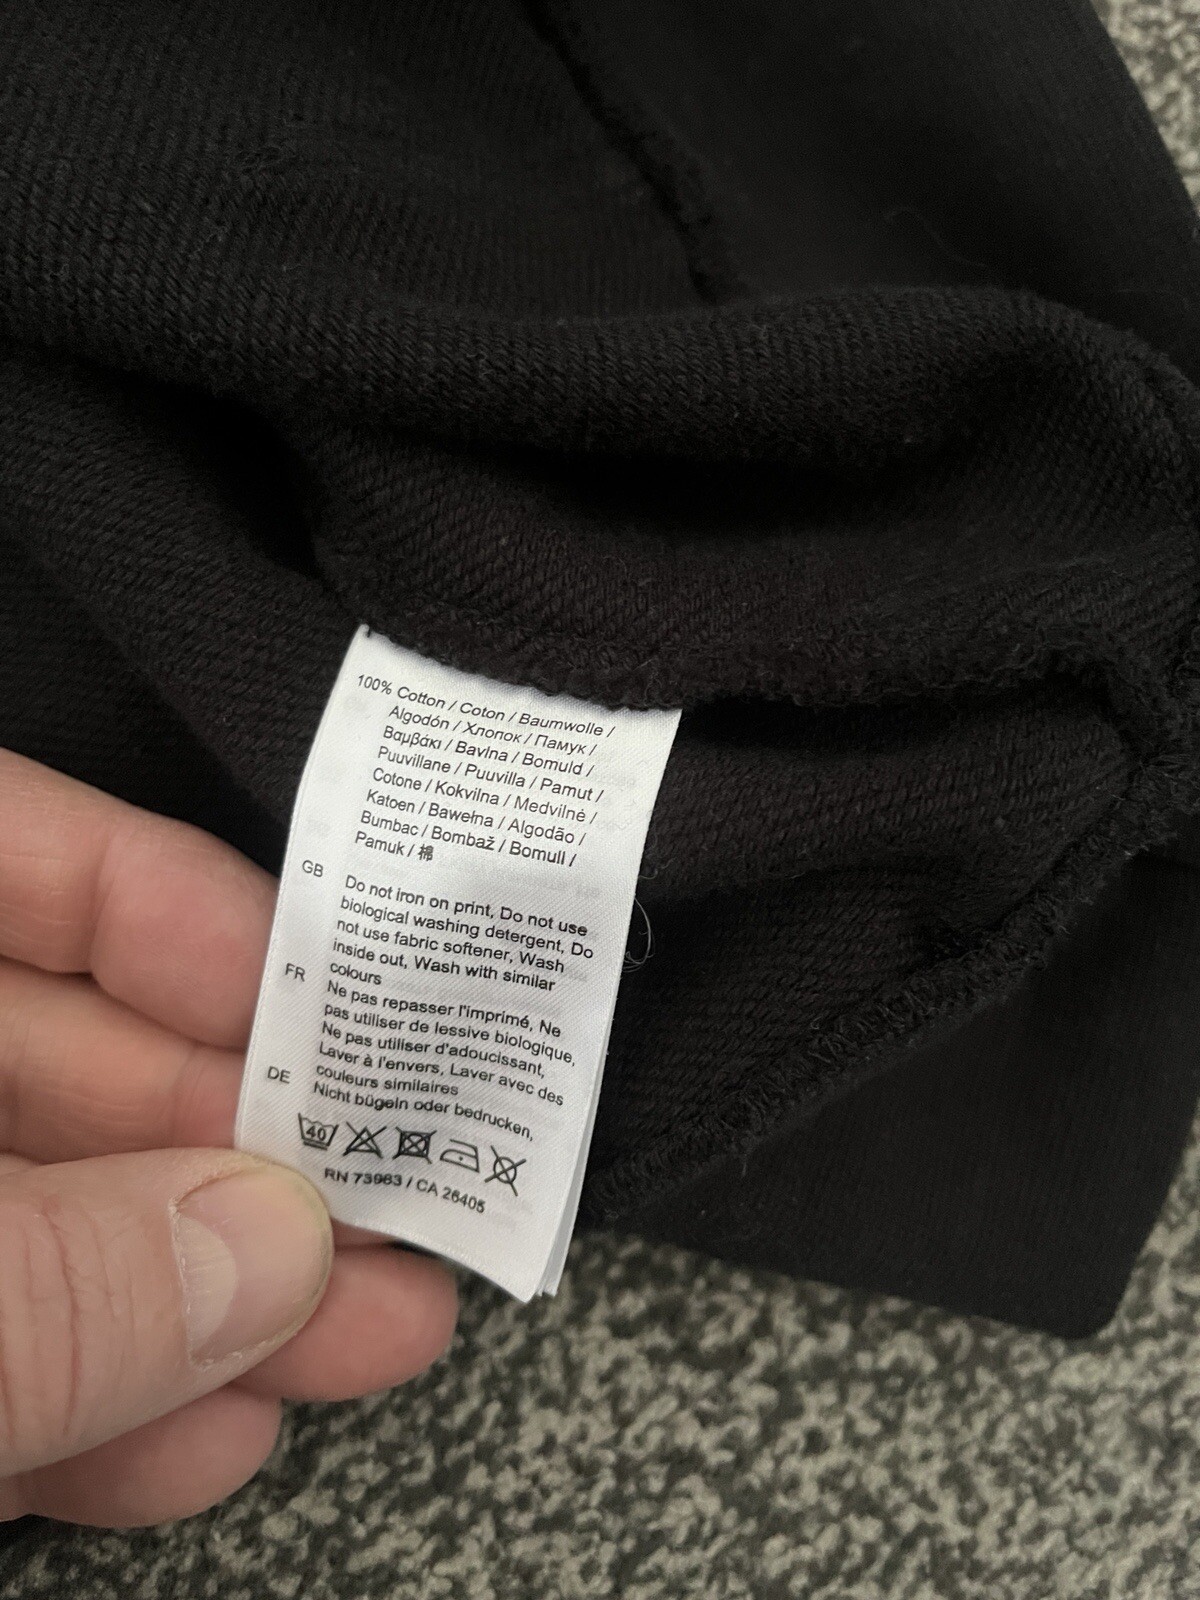 100% Cotton / Coton / Baumwolle /
Algodón / Хлопок / Памук /
Βαμβάκι / Bavlna / Bomuld /
Puuvillane / Puuvilla / Pamut /
Cotone / Kokvilna / Medvilnė /
Katoen / Bawełna / Algodão /
Bumbac / Bombaž / Bomull /
Pamuk / 棉
GB Do not iron on print, Do not use
biological washing detergent, Do
not use fabric softener, Wash
inside out, Wash with similar
colours
FR Ne pas repasser l'imprimé, Ne
pas utiliser de lessive biologique,
Ne pas utiliser d'adoucissant,
Laver à l'envers, Laver avec des
couleurs similaires
DE Nicht bügeln oder bedrucken,
40
RN 73963 / CA 26405